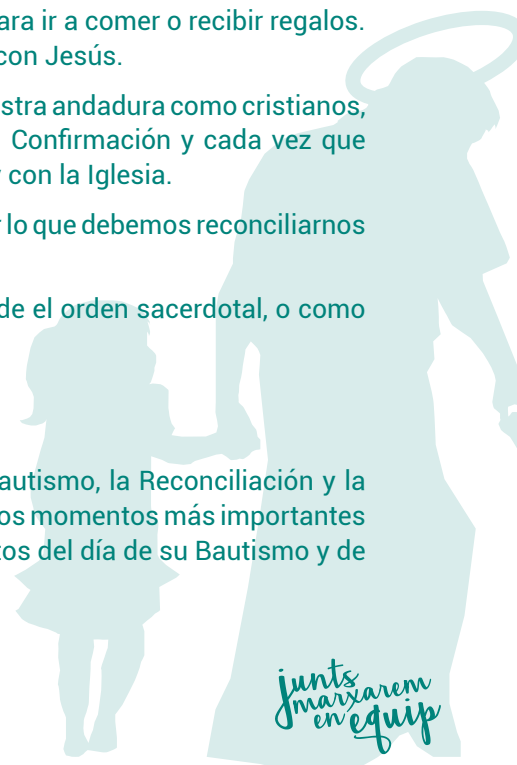 ara ir a comer o recibir regalos.
con Jesús.
stra andadura como cristianos,
Confirmación y cada vez que
con la Iglesia.
lo que debemos reconciliarnos
de el orden sacerdotal, o como
autismo, la Reconciliación y la
os momentos más importantes
tos del día de su Bautismo y de
junts
marxarem
en equip